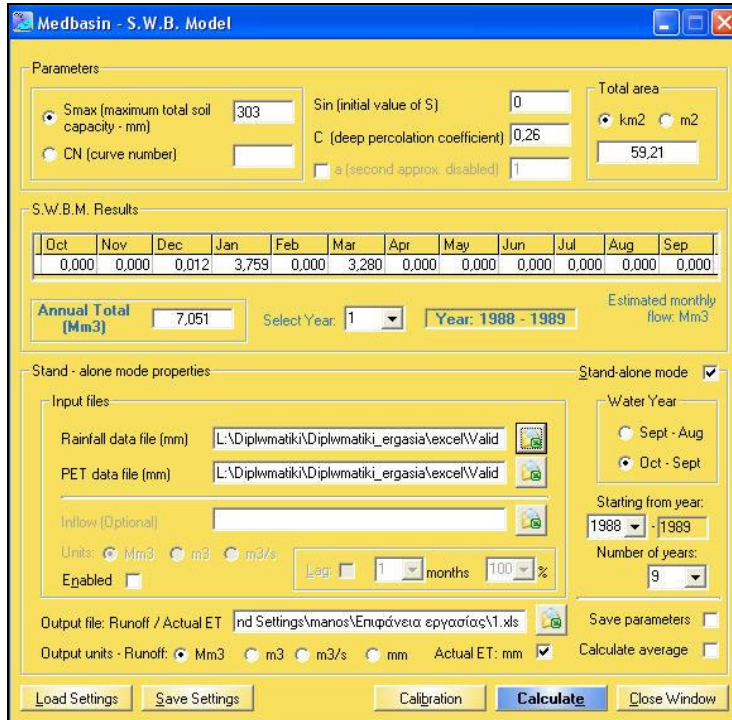 Medbasin - S.W.B. Model
Parameters
Smax (maximum total soil capacity - mm)
303
CN (curve number)
Sin (initial value of S)
0
C (deep percolation coefficient)
0,26
a (second approx. disabled)
1
Total area
km2 m2
59,21
S.W.B.M. Results
Oct Nov Dec Jan Feb Mar Apr May Jun Jul Aug Sep
0,000 0,000 0,012 3,759 0,000 3,280 0,000 0,000 0,000 0,000 0,000 0,000
Annual Total (Mm3)
7,051
Select Year: 1
Year: 1988 - 1989
Estimated monthly flow: Mm3
Stand - alone mode properties
Stand-alone mode
Input files
Rainfall data file (mm) L:\Diplwmatiki\Diplwmatiki_ergasia\excel\Valid
PET data file (mm) L:\Diplwmatiki\Diplwmatiki_ergasia\excel\Valid
Inflow (Optional)
Units: Mm3 m3 m3/s
Enabled
Lag: 1 months 100 %
Water Year
Sept - Aug
Oct - Sept
Starting from year:
1988 - 1989
Number of years:
9
Output file: Runoff / Actual ET nd Settings\manos\Επιφάνεια εργασίας\1.xls
Save parameters
Output units - Runoff: Mm3 m3 m3/s mm Actual ET: mm
Calculate average
Load Settings Save Settings Calibration Calculate Close Window